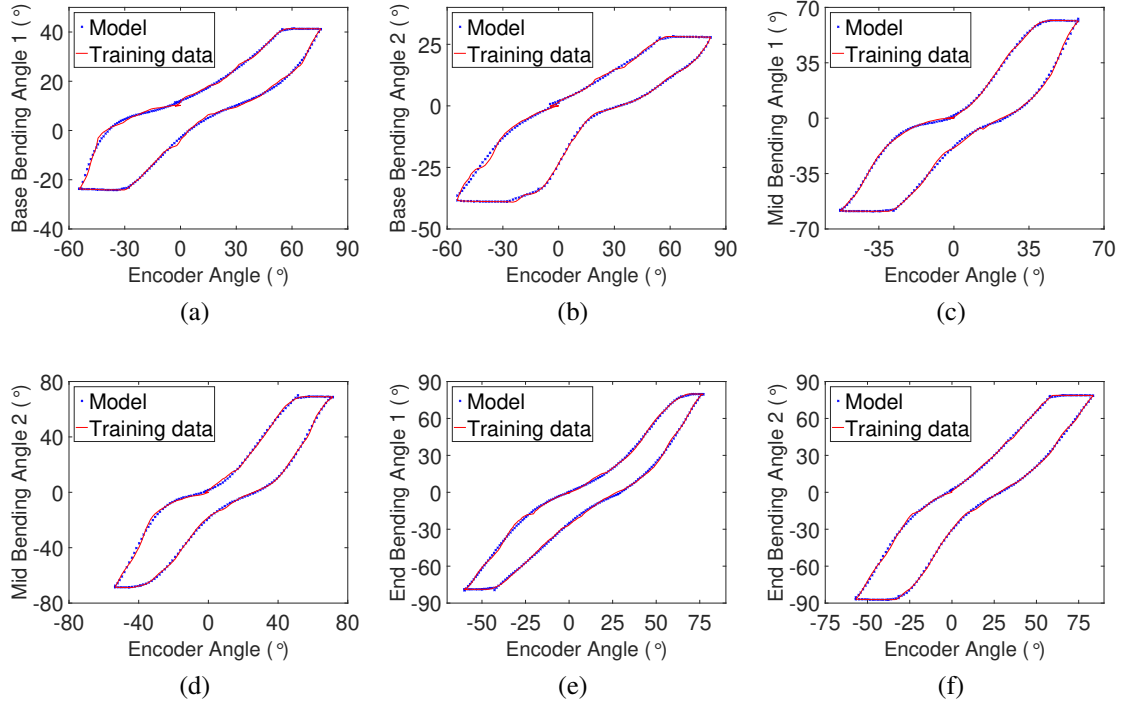 Base Bending Angle 1 (°)
40
20
0
-20
-40
Model
Training data
-60 -30 0 30 60 90
Encoder Angle (°)
(a)
Base Bending Angle 2 (°)
25
0
-25
-50
Model
Training data
-60 -30 0 30 60 90
Encoder Angle (°)
(b)
Mid Bending Angle 1 (°)
70
35
0
-35
-70
Model
Training data
-35 0 35 70
Encoder Angle (°)
(c)
Mid Bending Angle 2 (°)
80
40
0
-40
-80
Model
Training data
-80 -40 0 40 80
Encoder Angle (°)
(d)
End Bending Angle 1 (°)
90
60
30
0
-30
-60
-90
Model
Training data
-50 -25 0 25 50 75
Encoder Angle (°)
(e)
End Bending Angle 2 (°)
90
60
30
0
-30
-60
-90
Model
Training data
-75 -50 -25 0 25 50 75
Encoder Angle (°)
(f)